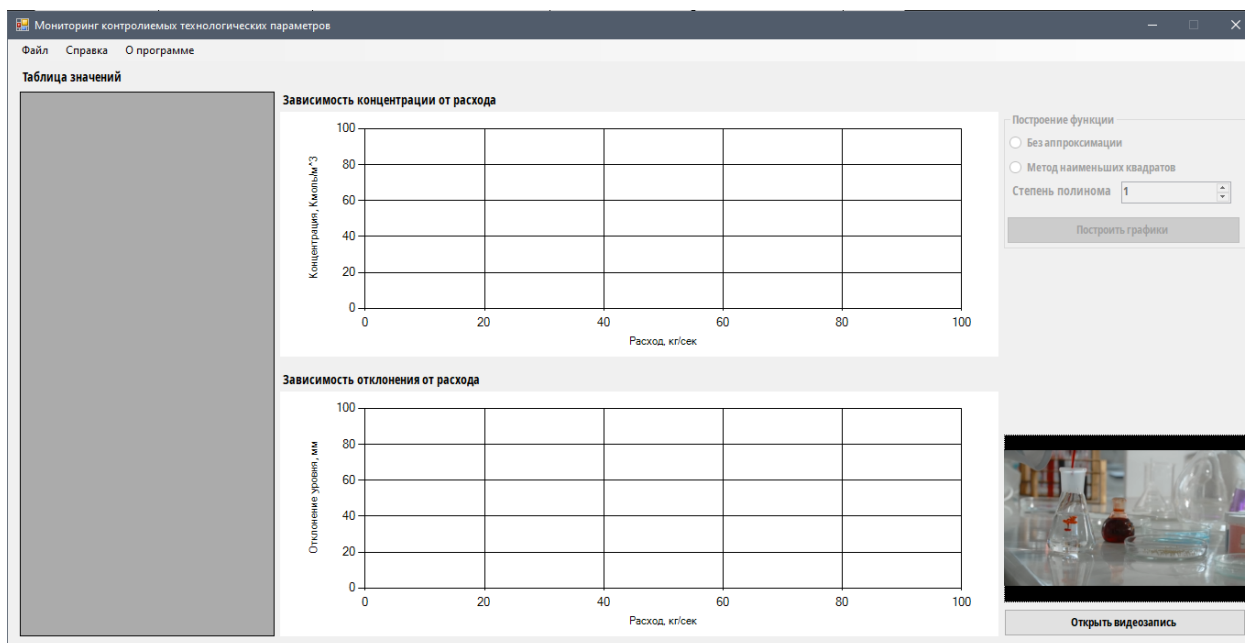 Мониторинг контролиемых технологических параметров
Файл Справка О программе
Таблица значений
Зависимость концентрации от расхода
100
80
60
40
20
0
Концентрация, Кмоль/м^3
0 20 40 60 80 100
Расход, кг/сек
Зависимость отклонения от расхода
100
80
60
40
20
0
Отклонение уровня, мм
0 20 40 60 80 100
Расход, кг/сек
Построение функции
Без аппроксимации
Метод наименьших квадратов
Степень полинома 1
Построить графики
Открыть видеозапись